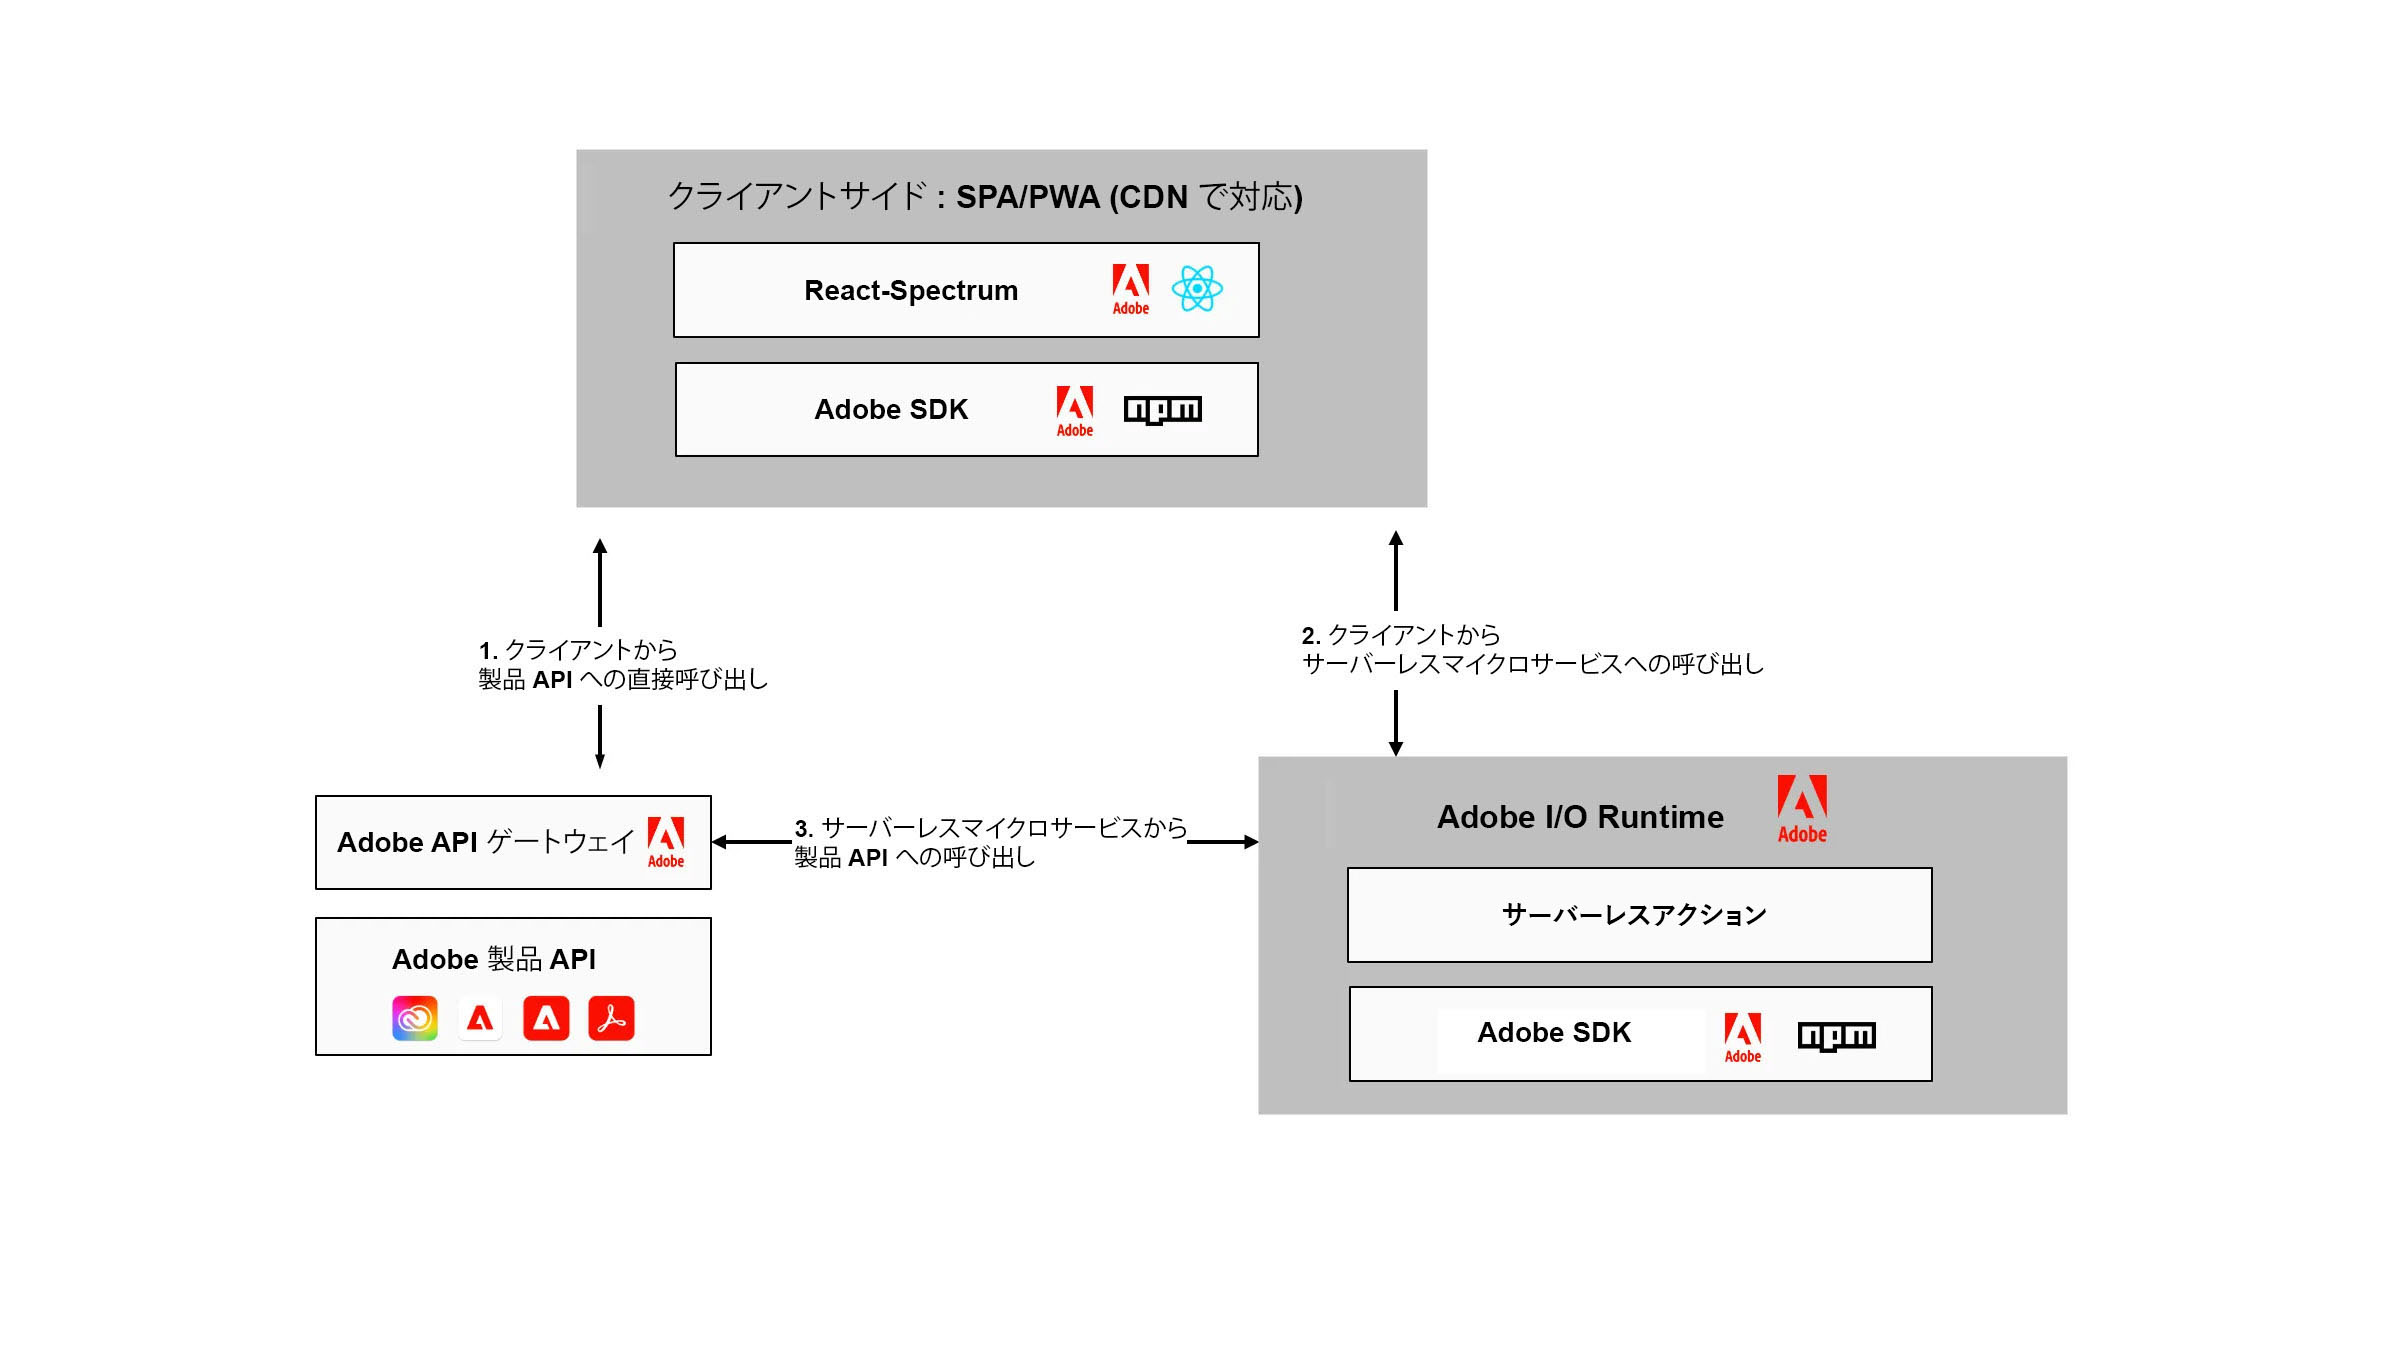 クライアントサイド : SPA/PWA (CDN で対応)
React-Spectrum
Adobe
Adobe SDK
Adobe
npm
1. クライアントから
製品 API への直接呼び出し
2. クライアントから
サーバーレスマイクロサービスへの呼び出し
Adobe API ゲートウェイ
Adobe
3. サーバーレスマイクロサービスから
製品 API への呼び出し
Adobe 製品 API
Adobe I/O Runtime
Adobe
サーバーレスアクション
Adobe SDK
Adobe
npm